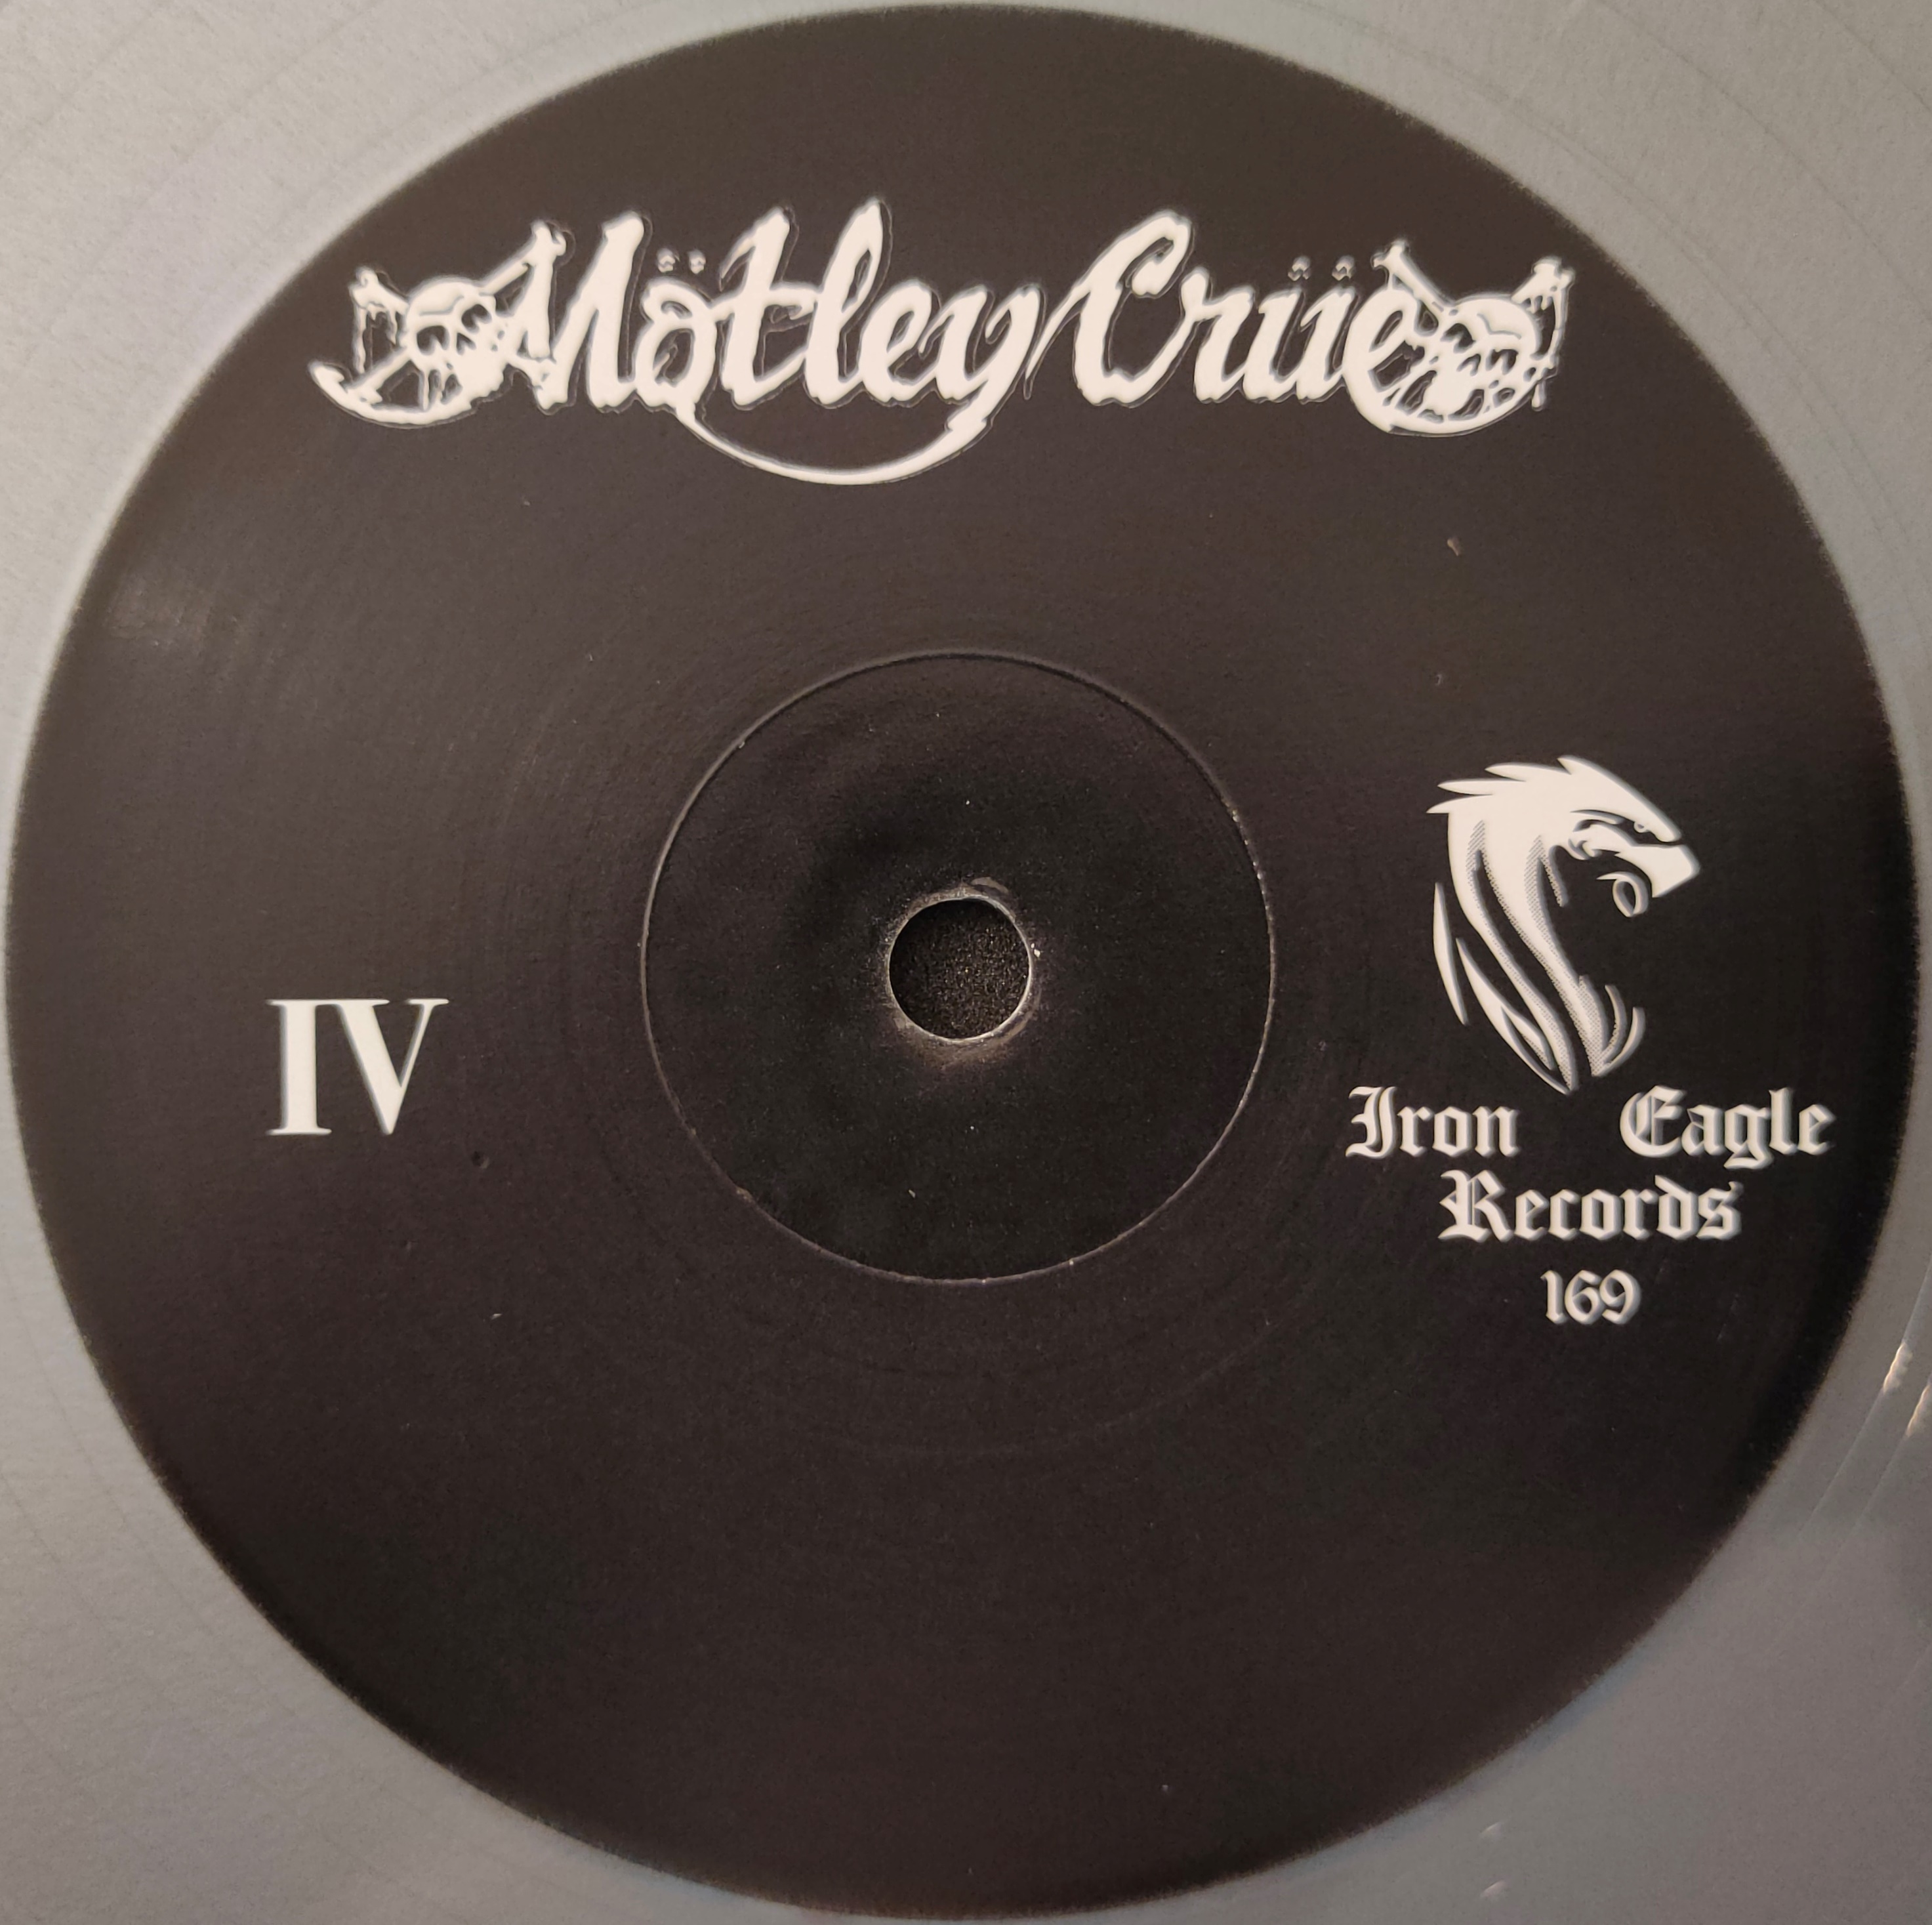 Mötley Crüe
IV
Iron Eagle
Records
169